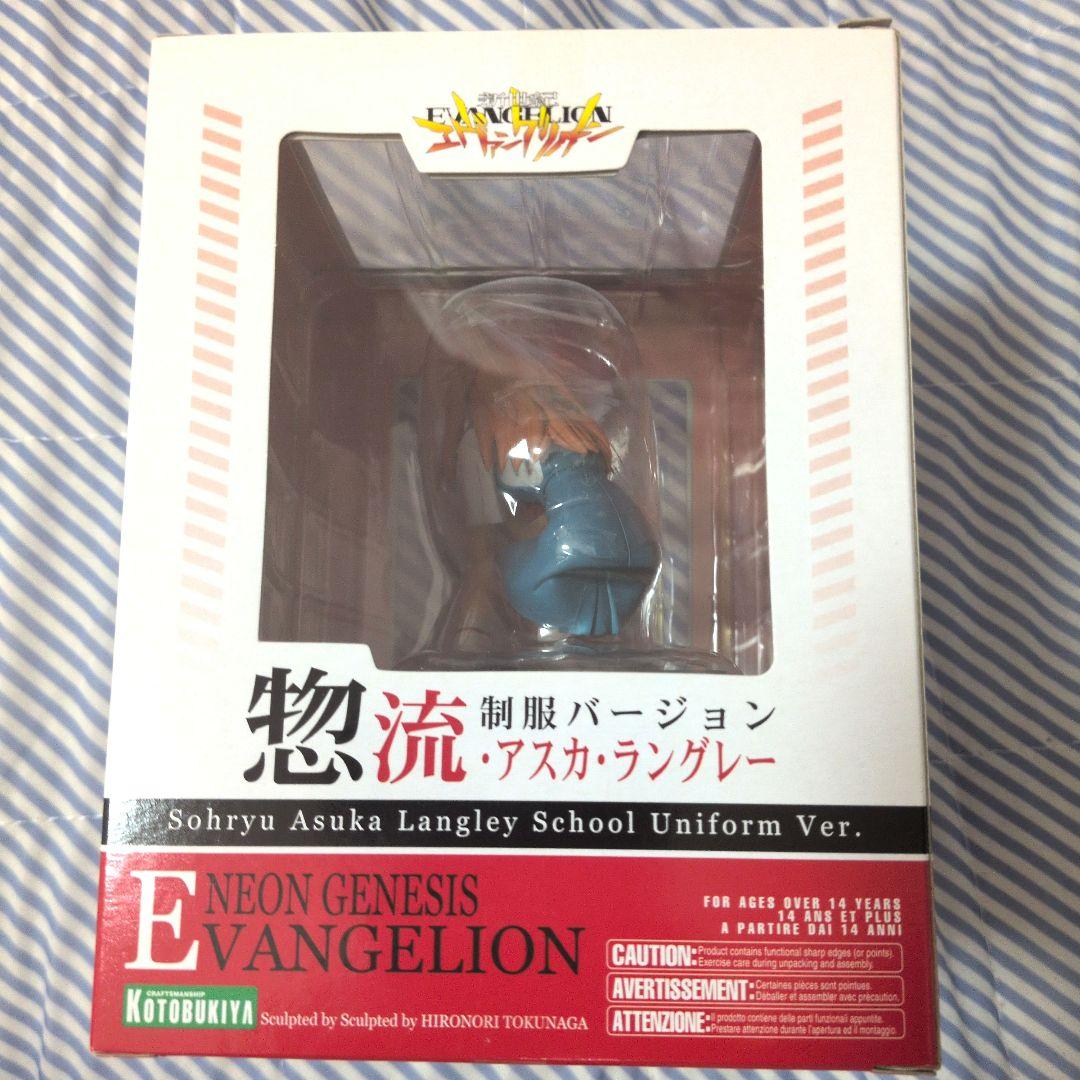 新世紀
EVANGELION
エヴァンゲリオン
惣流
制服バージョン
・アスカ・ラングレー
Sohryu Asuka Langley School Uniform Ver.
NEON GENESIS
EVANGELION
FOR AGES OVER 14 YEARS
14 ANS ET PLUS
A PARTIRE DAI 14 ANNI
CAUTION: Product contains functional sharp edges (or points).
Exercise care during unpacking and assembly.
AVERTISSEMENT: Certaines pièces sont pointues.
Déballer et assembler avec précaution.
ATTENZIONE: Il prodotto contiene delle parti funzionali appuntite.
Prestare attenzione durante l'apertura ed il montaggio.
CRAFTSMANSHIP
KOTOBUKIYA
Sculpted by Sculpted by HIRONORI TOKUNAGA